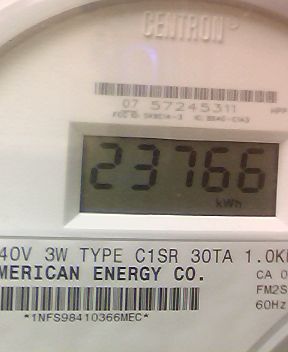 CENTRON®
07 57245311
23766
kWh
40V 3W TYPE C1SR 30TA 1.0K
MERICAN ENERGY CO.
CA 0
FM2S
60Hz
*1NFS98410366MEC*